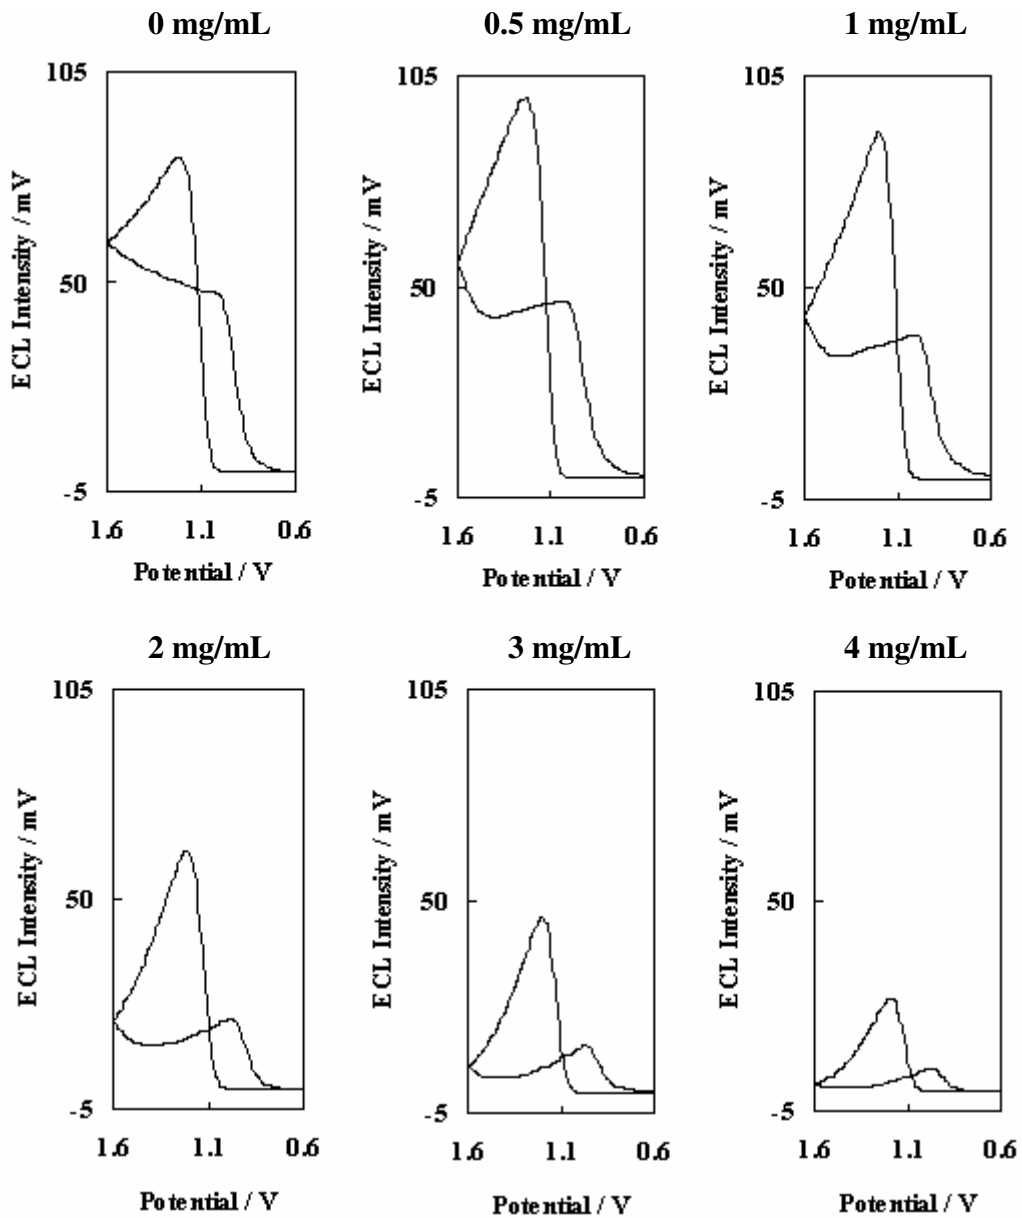 0 mg/mL
105
50
-5
1.6 1.1 0.6
ECL Intensity / mV
Potential / V
0.5 mg/mL
105
50
-5
1.6 1.1 0.6
ECL Intensity / mV
Potential / V
1 mg/mL
105
50
-5
1.6 1.1 0.6
ECL Intensity / mV
Potential / V
2 mg/mL
105
50
-5
1.6 1.1 0.6
ECL Intensity / mV
Potential / V
3 mg/mL
105
50
-5
1.6 1.1 0.6
ECL Intensity / mV
Potential / V
4 mg/mL
105
50
-5
1.6 1.1 0.6
ECL Intensity / mV
Potential / V